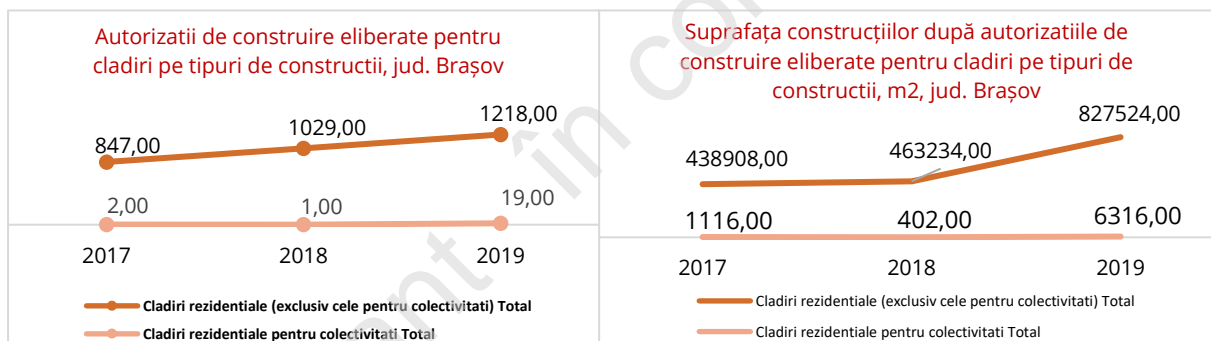 Autorizatii de construire eliberate pentru
cladiri pe tipuri de constructii, jud. Brașov
847,00
1029,00
1218,00
2,00
1,00
19,00
2017
2018
2019
Cladiri rezidentiale (exclusiv cele pentru colectivitati) Total
Cladiri rezidentiale pentru colectivitati Total
Suprafața construcțiilor după autorizatiile de
construire eliberate pentru cladiri pe tipuri de
constructii, m2, jud. Brașov
438908,00
463234,00
827524,00
1116,00
402,00
6316,00
2017
2018
2019
Cladiri rezidentiale (exclusiv cele pentru colectivitati) Total
Cladiri rezidentiale pentru colectivitati Total